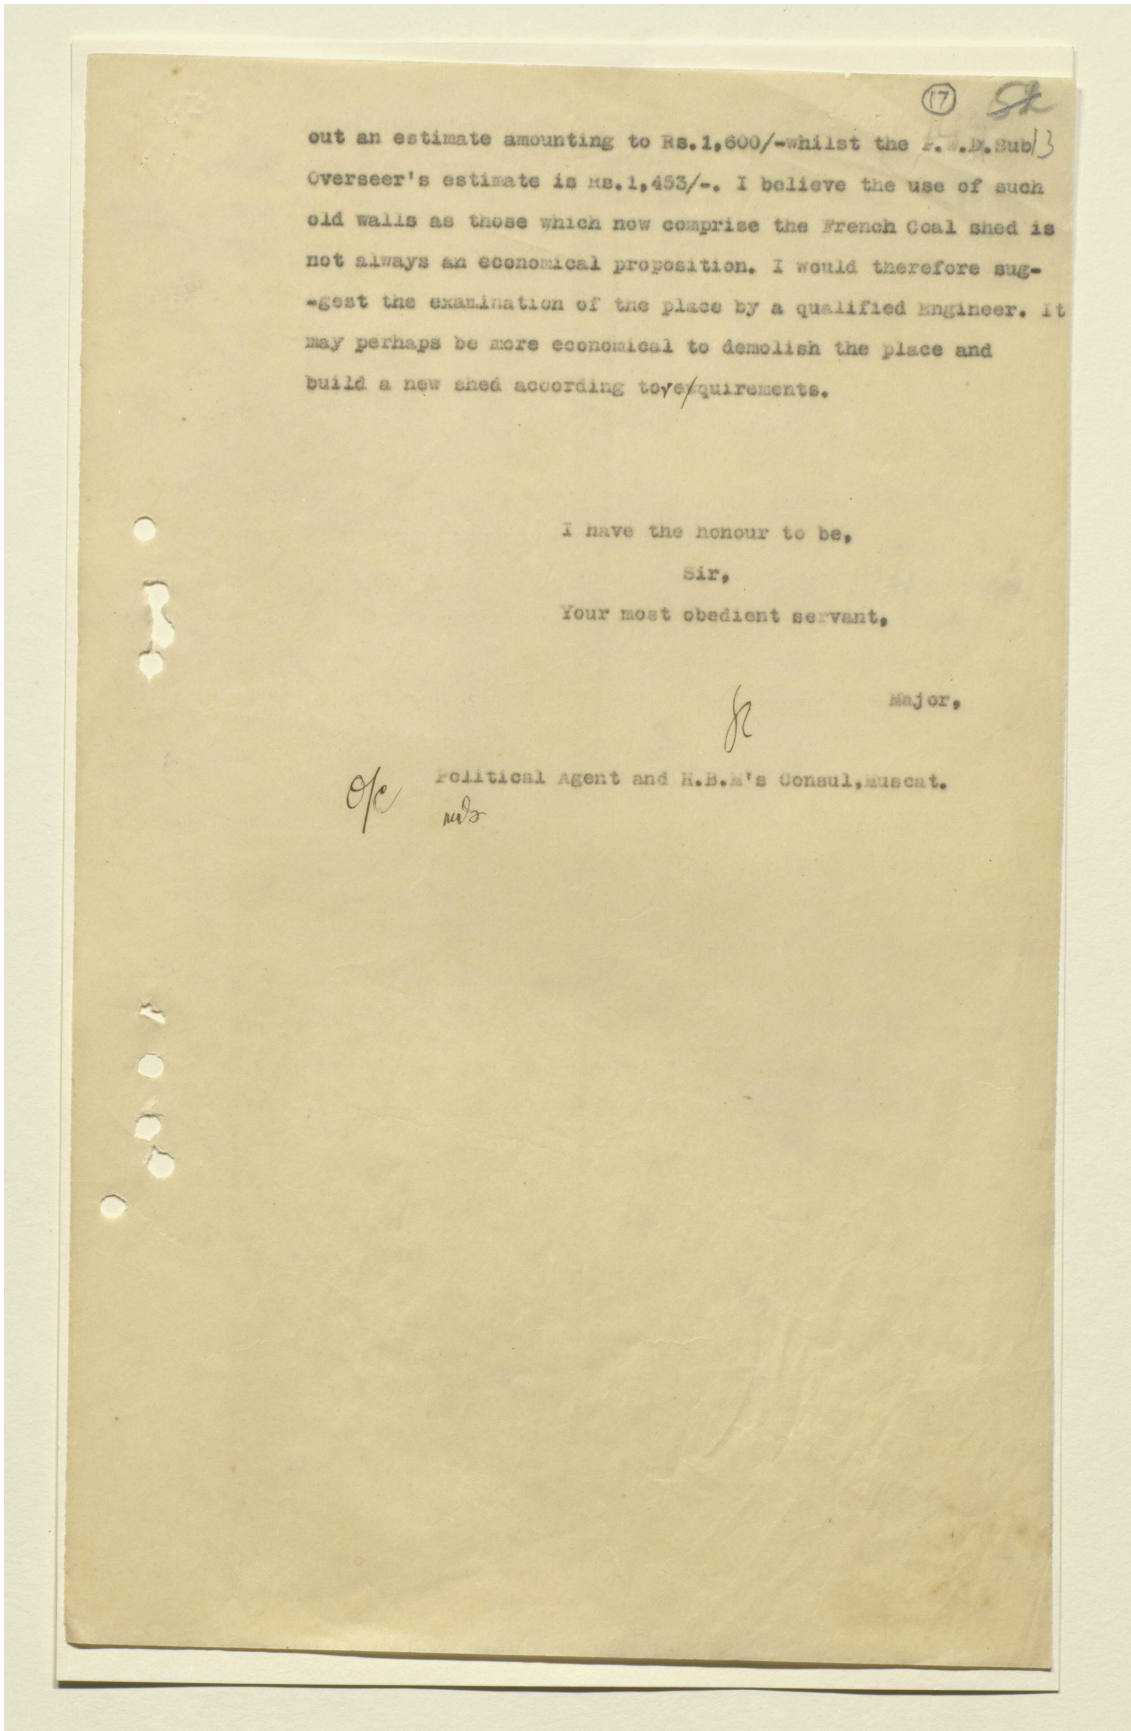 17
13
out an estimate amounting to Rs.1,600/-whilst the P.W.D.Sub
Overseer's estimate is Rs.1,453/-. I believe the use of such
old walls as those which now comprise the French Coal shed is
not always an economical proposition. I would therefore sug-
-gest the examination of the place by a qualified Engineer. It
may perhaps be more economical to demolish the place and
build a new shed according to requirements.
I have the honour to be,
Sir,
Your most obedient servant,
Major,
Political Agent and H.B.M's Consul,Muscat.
O/c